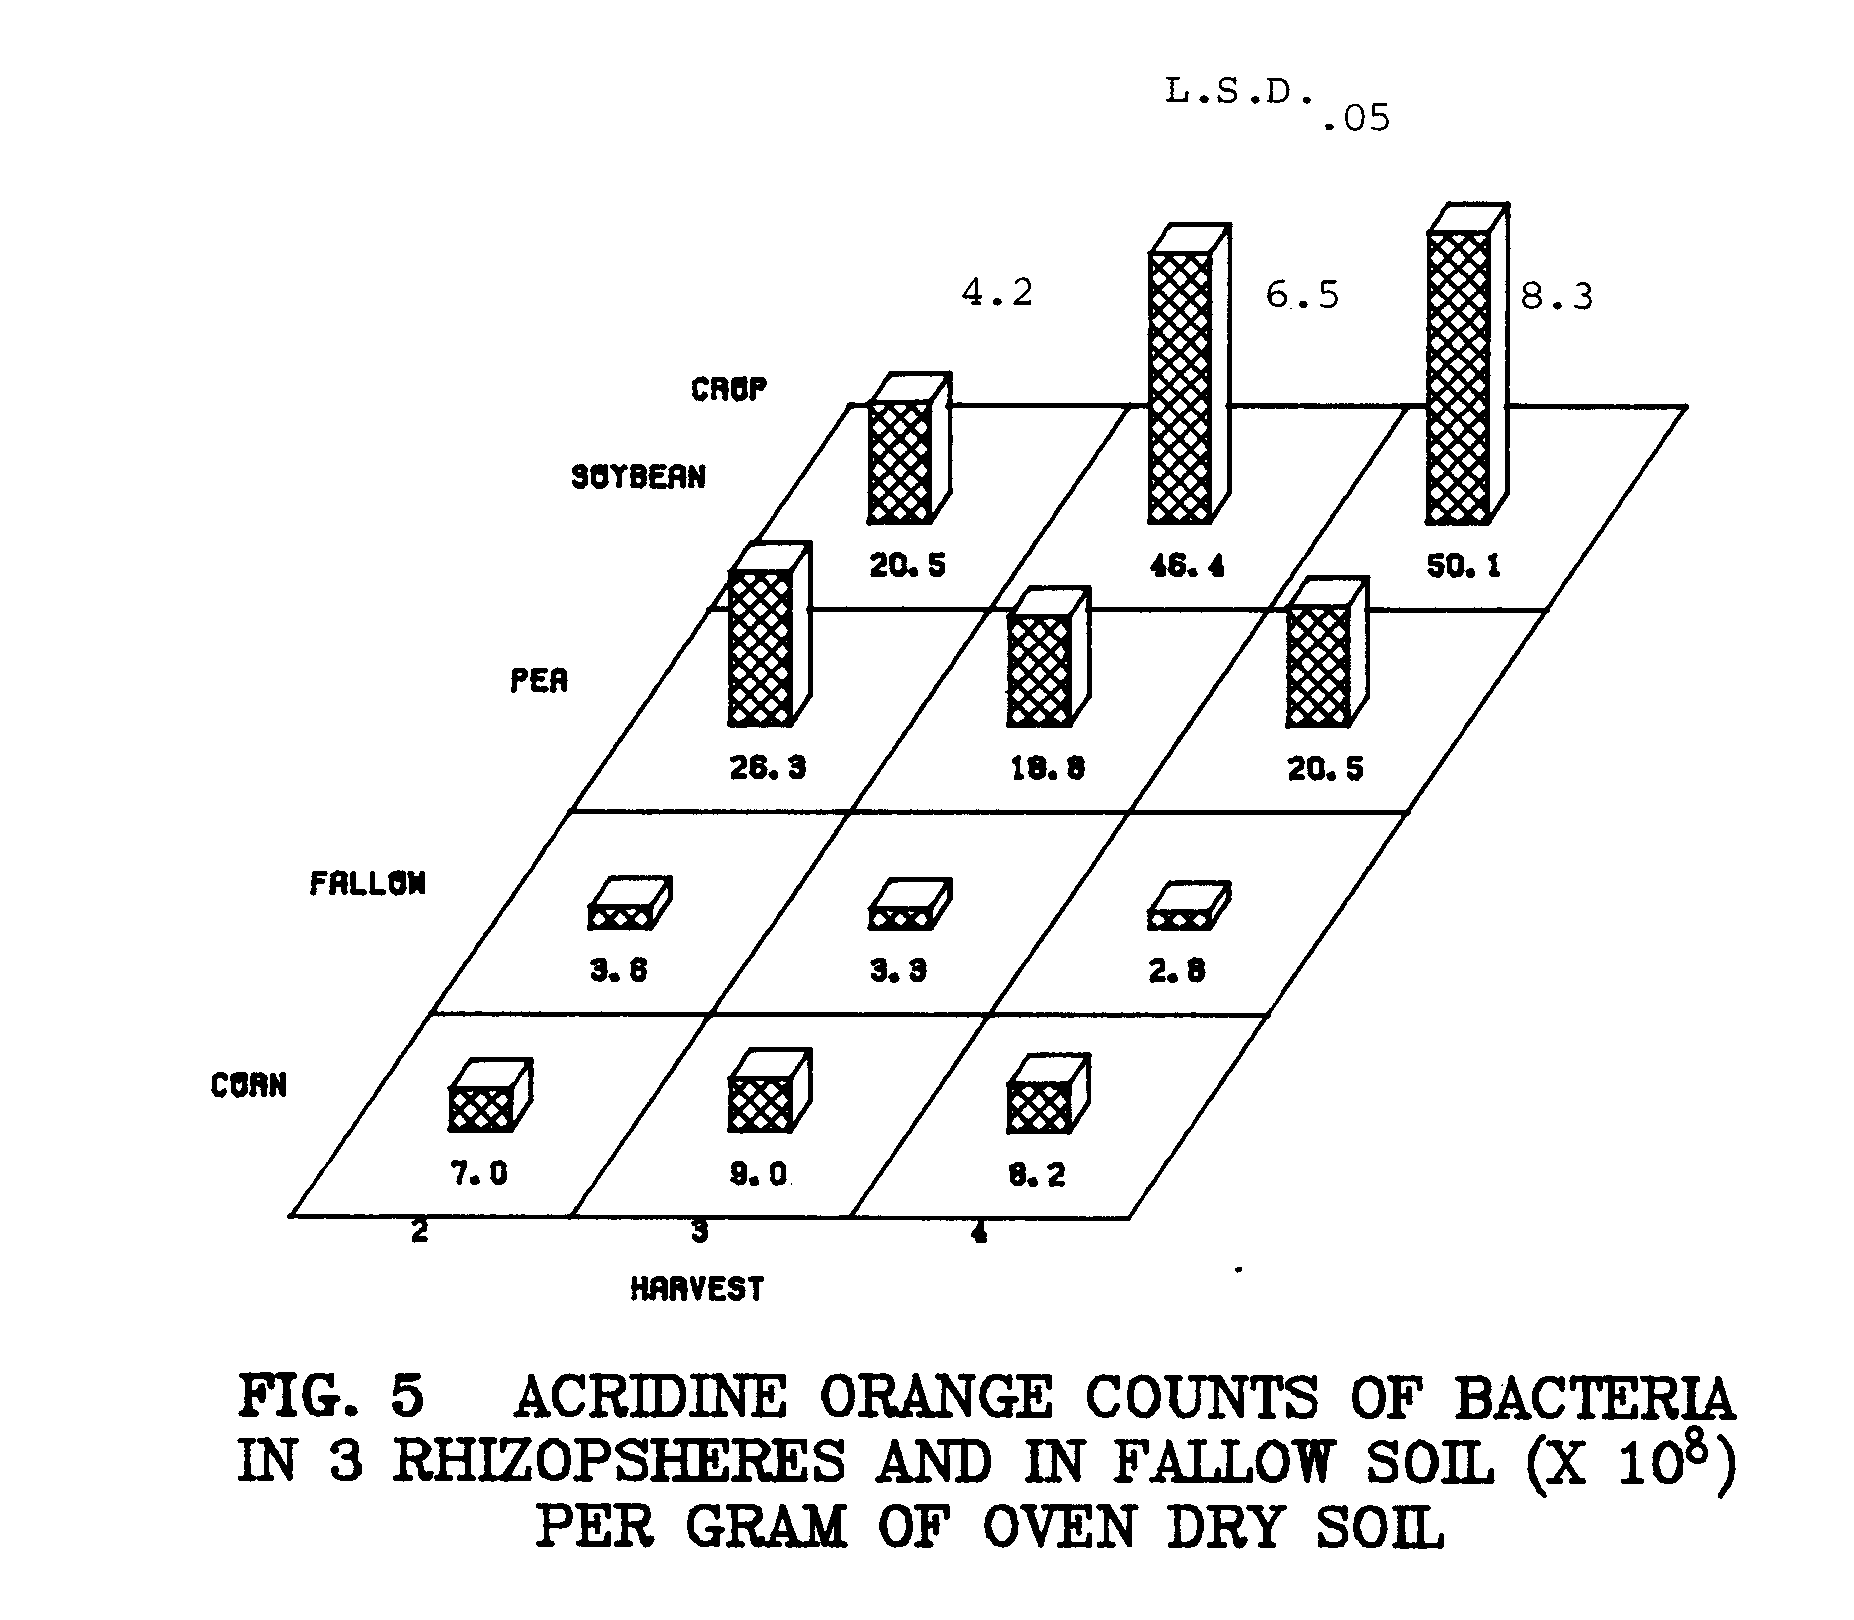 L.S.D. .05
4.2 6.5 8.3
CROP
SOYBEAN
20.5 46.4 50.1
PEA
26.3 18.8 20.5
FALLOW
3.6 3.3 2.8
CORN
7.0 9.0 8.2
2 3 4
HARVEST
FIG. 5 ACRIDINE ORANGE COUNTS OF BACTERIA
IN 3 RHIZOPSHERES AND IN FALLOW SOIL (X 10⁸)
PER GRAM OF OVEN DRY SOIL